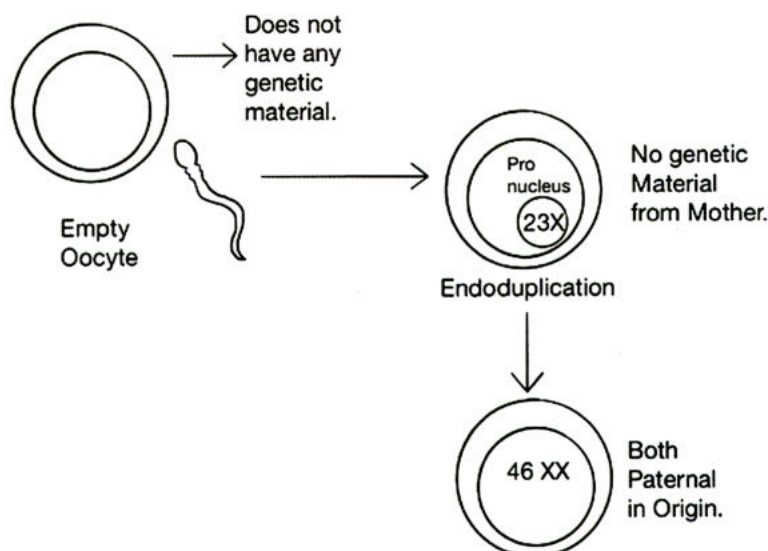 Does not
have any
genetic
material.
Empty
Oocyte
Pro
nucleus
23X
No genetic
Material
from Mother.
Endoduplication
46 XX
Both
Paternal
in Origin.